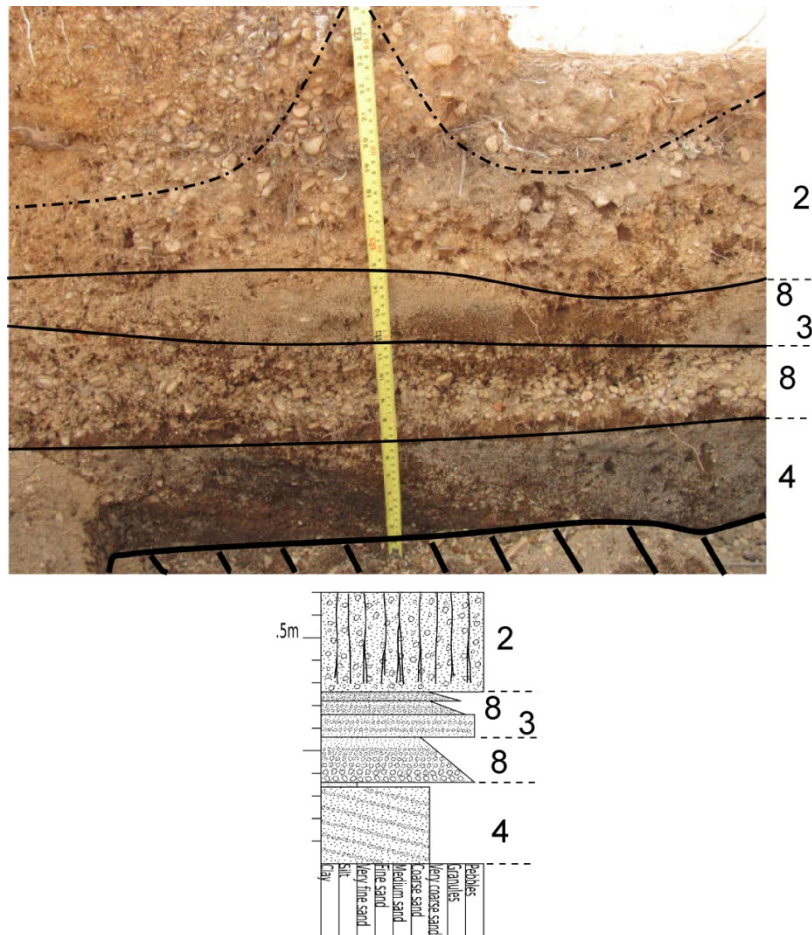 2
8
3
8
4
.5m
2
8
3
8
4
Clay
Silt
Very fine sand
Fine sand
Medium sand
Coarse sand
Very coarse sand
Granules
Pebbles